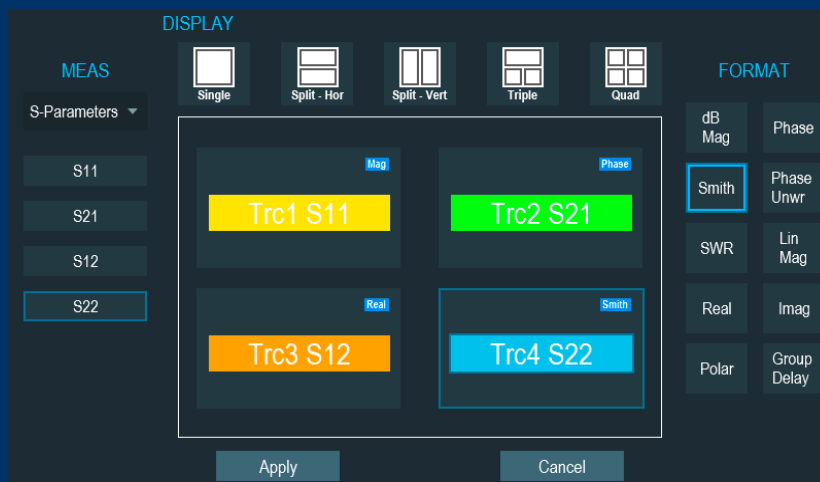 DISPLAY
MEAS
S-Parameters
S11
S21
S12
S22
Single
Split - Hor
Split - Vert
Triple
Quad
Mag
Trc1 S11
Phase
Trc2 S21
Real
Trc3 S12
Smith
Trc4 S22
Apply
Cancel
FORMAT
dB
Mag
Phase
Smith
Phase
Unwr
SWR
Lin
Mag
Real
Imag
Polar
Group
Delay